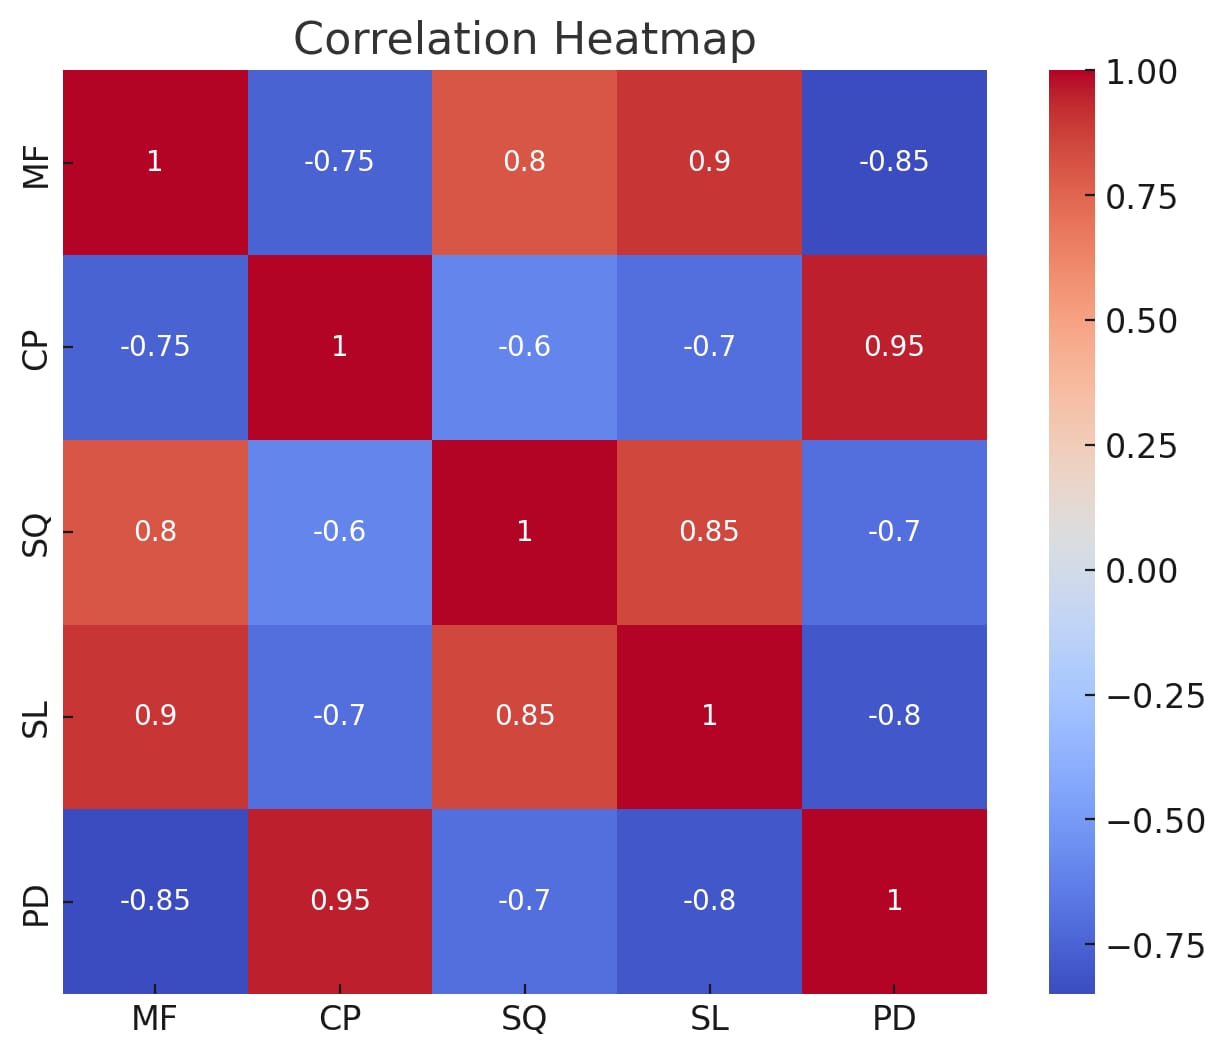 Correlation Heatmap
MF 1 -0.75 0.8 0.9 -0.85
CP -0.75 1 -0.6 -0.7 0.95
SQ 0.8 -0.6 1 0.85 -0.7
SL 0.9 -0.7 0.85 1 -0.8
PD -0.85 0.95 -0.7 -0.8 1
MF CP SQ SL PD
1.00
0.75
0.50
0.25
0.00
−0.25
−0.50
−0.75